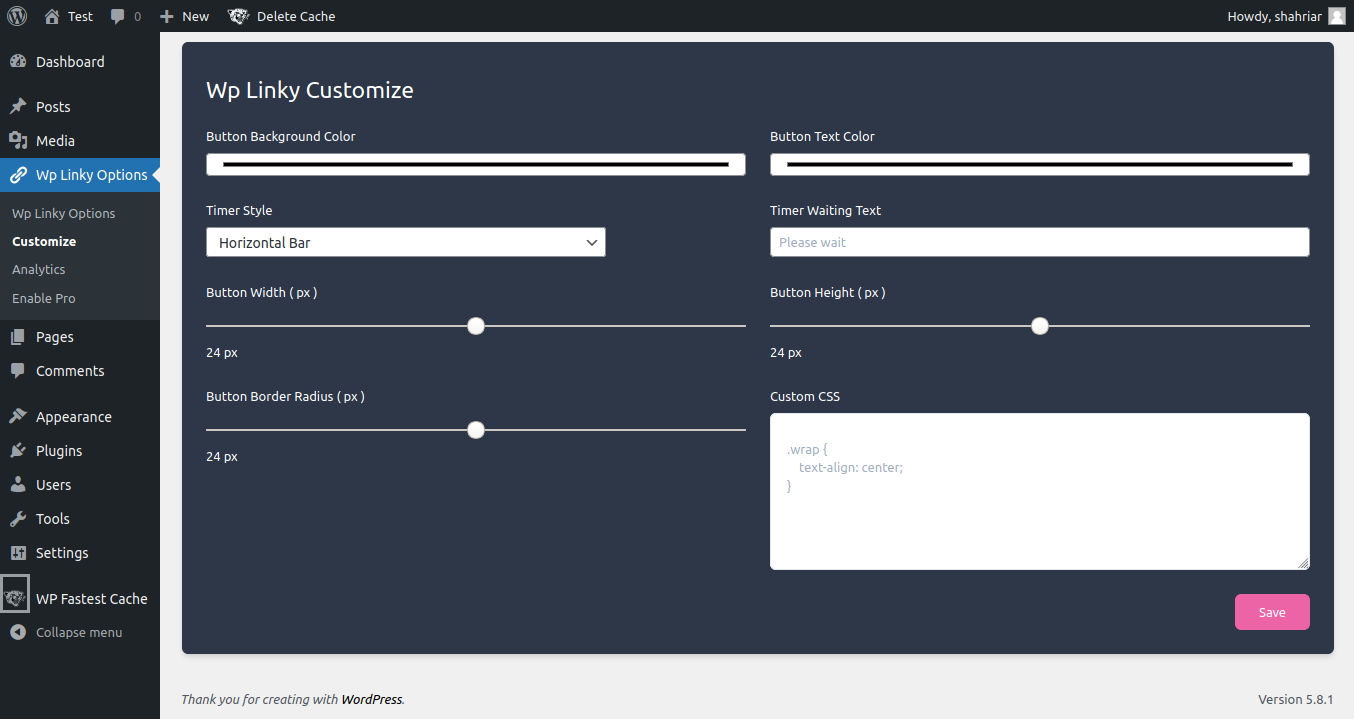 Test
0
New
Delete Cache
Howdy, shahriar
Dashboard
Posts
Media
Wp Linky Options
Wp Linky Options
Customize
Analytics
Enable Pro
Pages
Comments
Appearance
Plugins
Users
Tools
Settings
WP Fastest Cache
Collapse menu
Wp Linky Customize
Button Background Color
Button Text Color
Timer Style
Horizontal Bar
Timer Waiting Text
Please wait
Button Width ( px )
24 px
Button Height ( px )
24 px
Button Border Radius ( px )
24 px
Custom CSS
.wrap {
text-align: center;
}
Save
Thank you for creating with WordPress.
Version 5.8.1